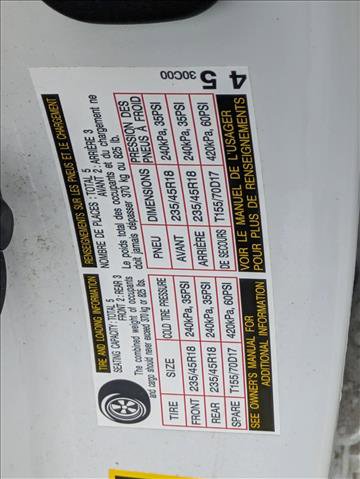 TIRE AND LOADING INFORMATION
SEATING CAPACITY: TOTAL 5
FRONT 2 : REAR 3
The combined weight of occupants
and cargo should never exceed 370 kg or 825 lbs.
TIRE SIZE COLD TIRE PRESSURE
FRONT 235/45R18 240kPA, 35PSI
REAR 235/45R18 240kPA, 35PSI
SPARE T155/70D17 420kPA, 60PSI
SEE OWNER'S MANUAL FOR
ADDITIONAL INFORMATION
RENSEIGNEMENTS SUR LES PNEUS ET LE CHARGEMENT
NOMBRE DE PLACES : TOTAL 5
AVANT 2 : ARRIÈRE 3
Le poids total des occupants et du chargement ne
doit jamais dépasser 370 kg ou 825 lb.
PNEU DIMENSIONS PRESSION DES
PNEUS À FROID
AVANT 235/45R18 240kPA, 35PSI
ARRIÈRE 235/45R18 240kPA, 35PSI
DE SECOURS T155/70D17 420kPA, 60PSI
VOIR LE MANUEL DE L'USAGER
POUR PLUS DE RENSEIGNEMENTS
4 5
30C00